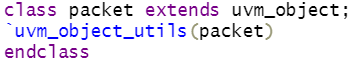 class packet extends uvm_object;
`uvm_object_utils(packet)
endclass